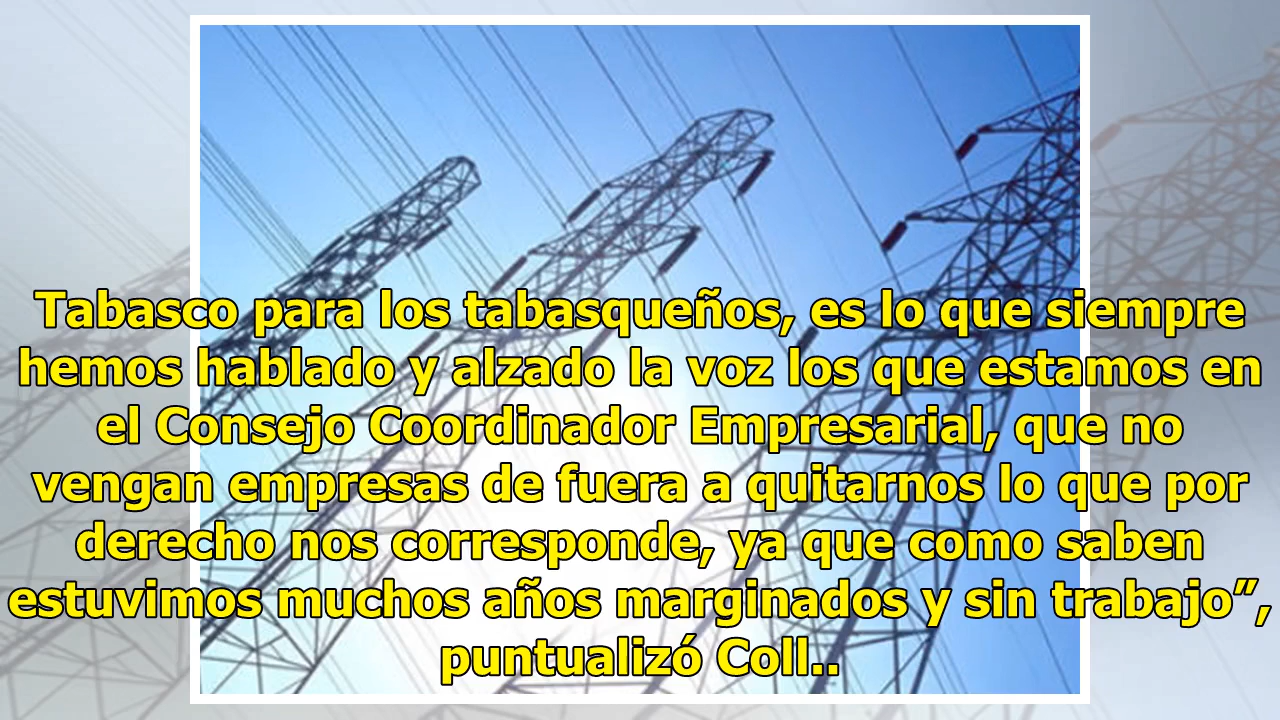 Tabasco para los tabasqueños, es lo que siempre
hemos hablado y alzado la voz los que estamos en
el Consejo Coordinador Empresarial, que no
vengan empresas de fuera a quitarnos lo que por
derecho nos corresponde, ya que como saben
estuvimos muchos años marginados y sin trabajo”,
puntualizó Coll..